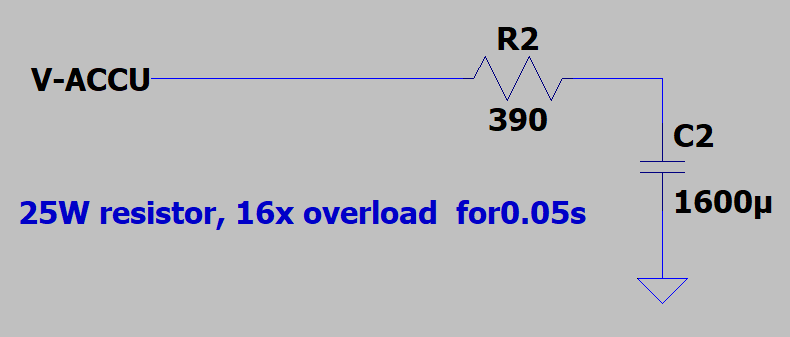 R2
V-ACCU
390
C2
1600µ
25W resistor, 16x overload  for0.05s